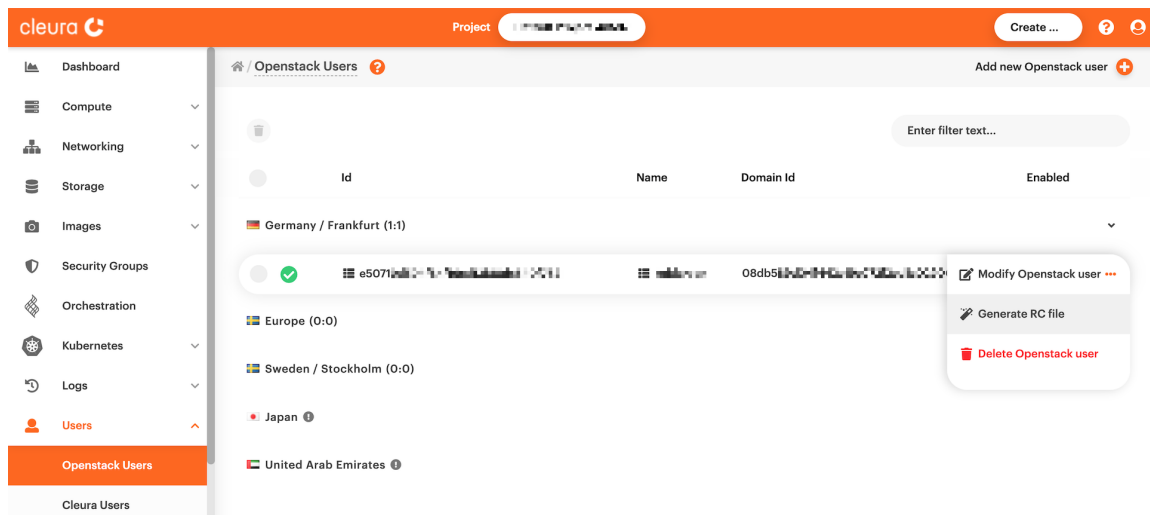 cleura
Project
Create ...
Dashboard
Openstack Users
Add new Openstack user
Compute
Networking
Storage
Images
Security Groups
Orchestration
Kubernetes
Logs
Users
Openstack Users
Cleura Users
Enter filter text...
Id Name Domain Id Enabled
Germany / Frankfurt (1:1)
e5071 08db5
Modify Openstack user
Generate RC file
Delete Openstack user
Europe (0:0)
Sweden / Stockholm (0:0)
Japan
United Arab Emirates